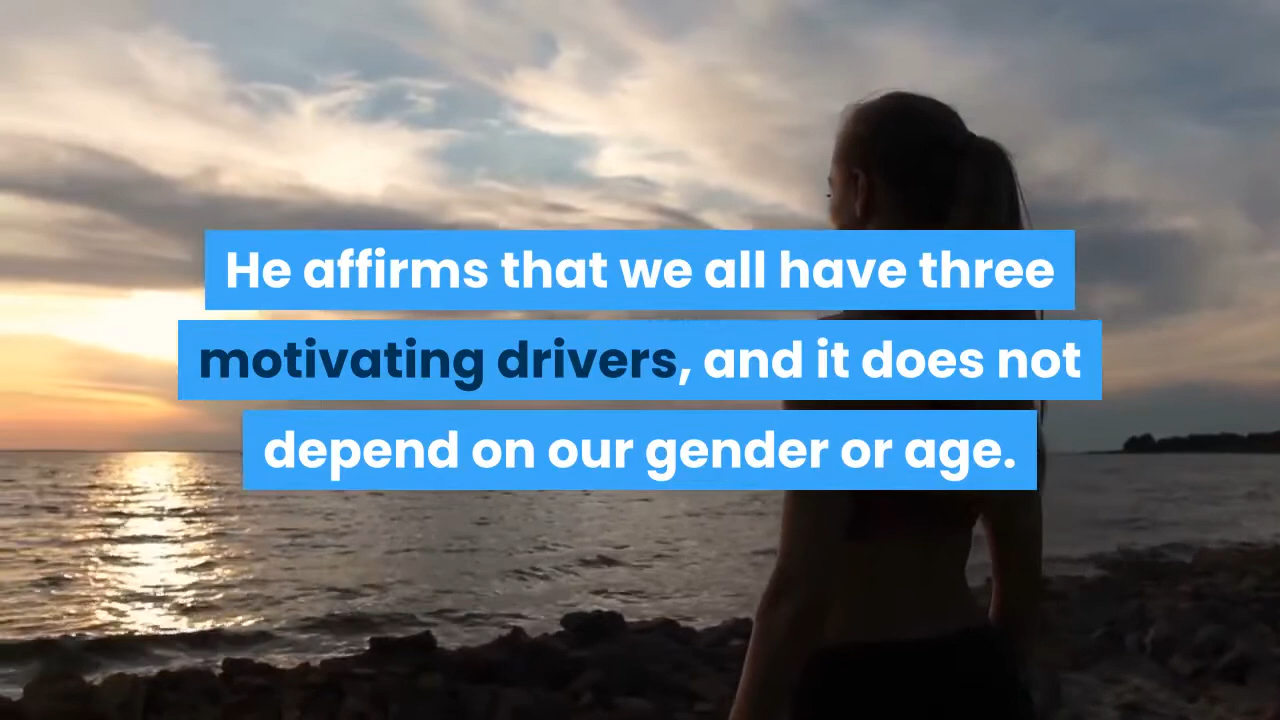 He affirms that we all have three
motivating drivers, and it does not
depend on our gender or age.